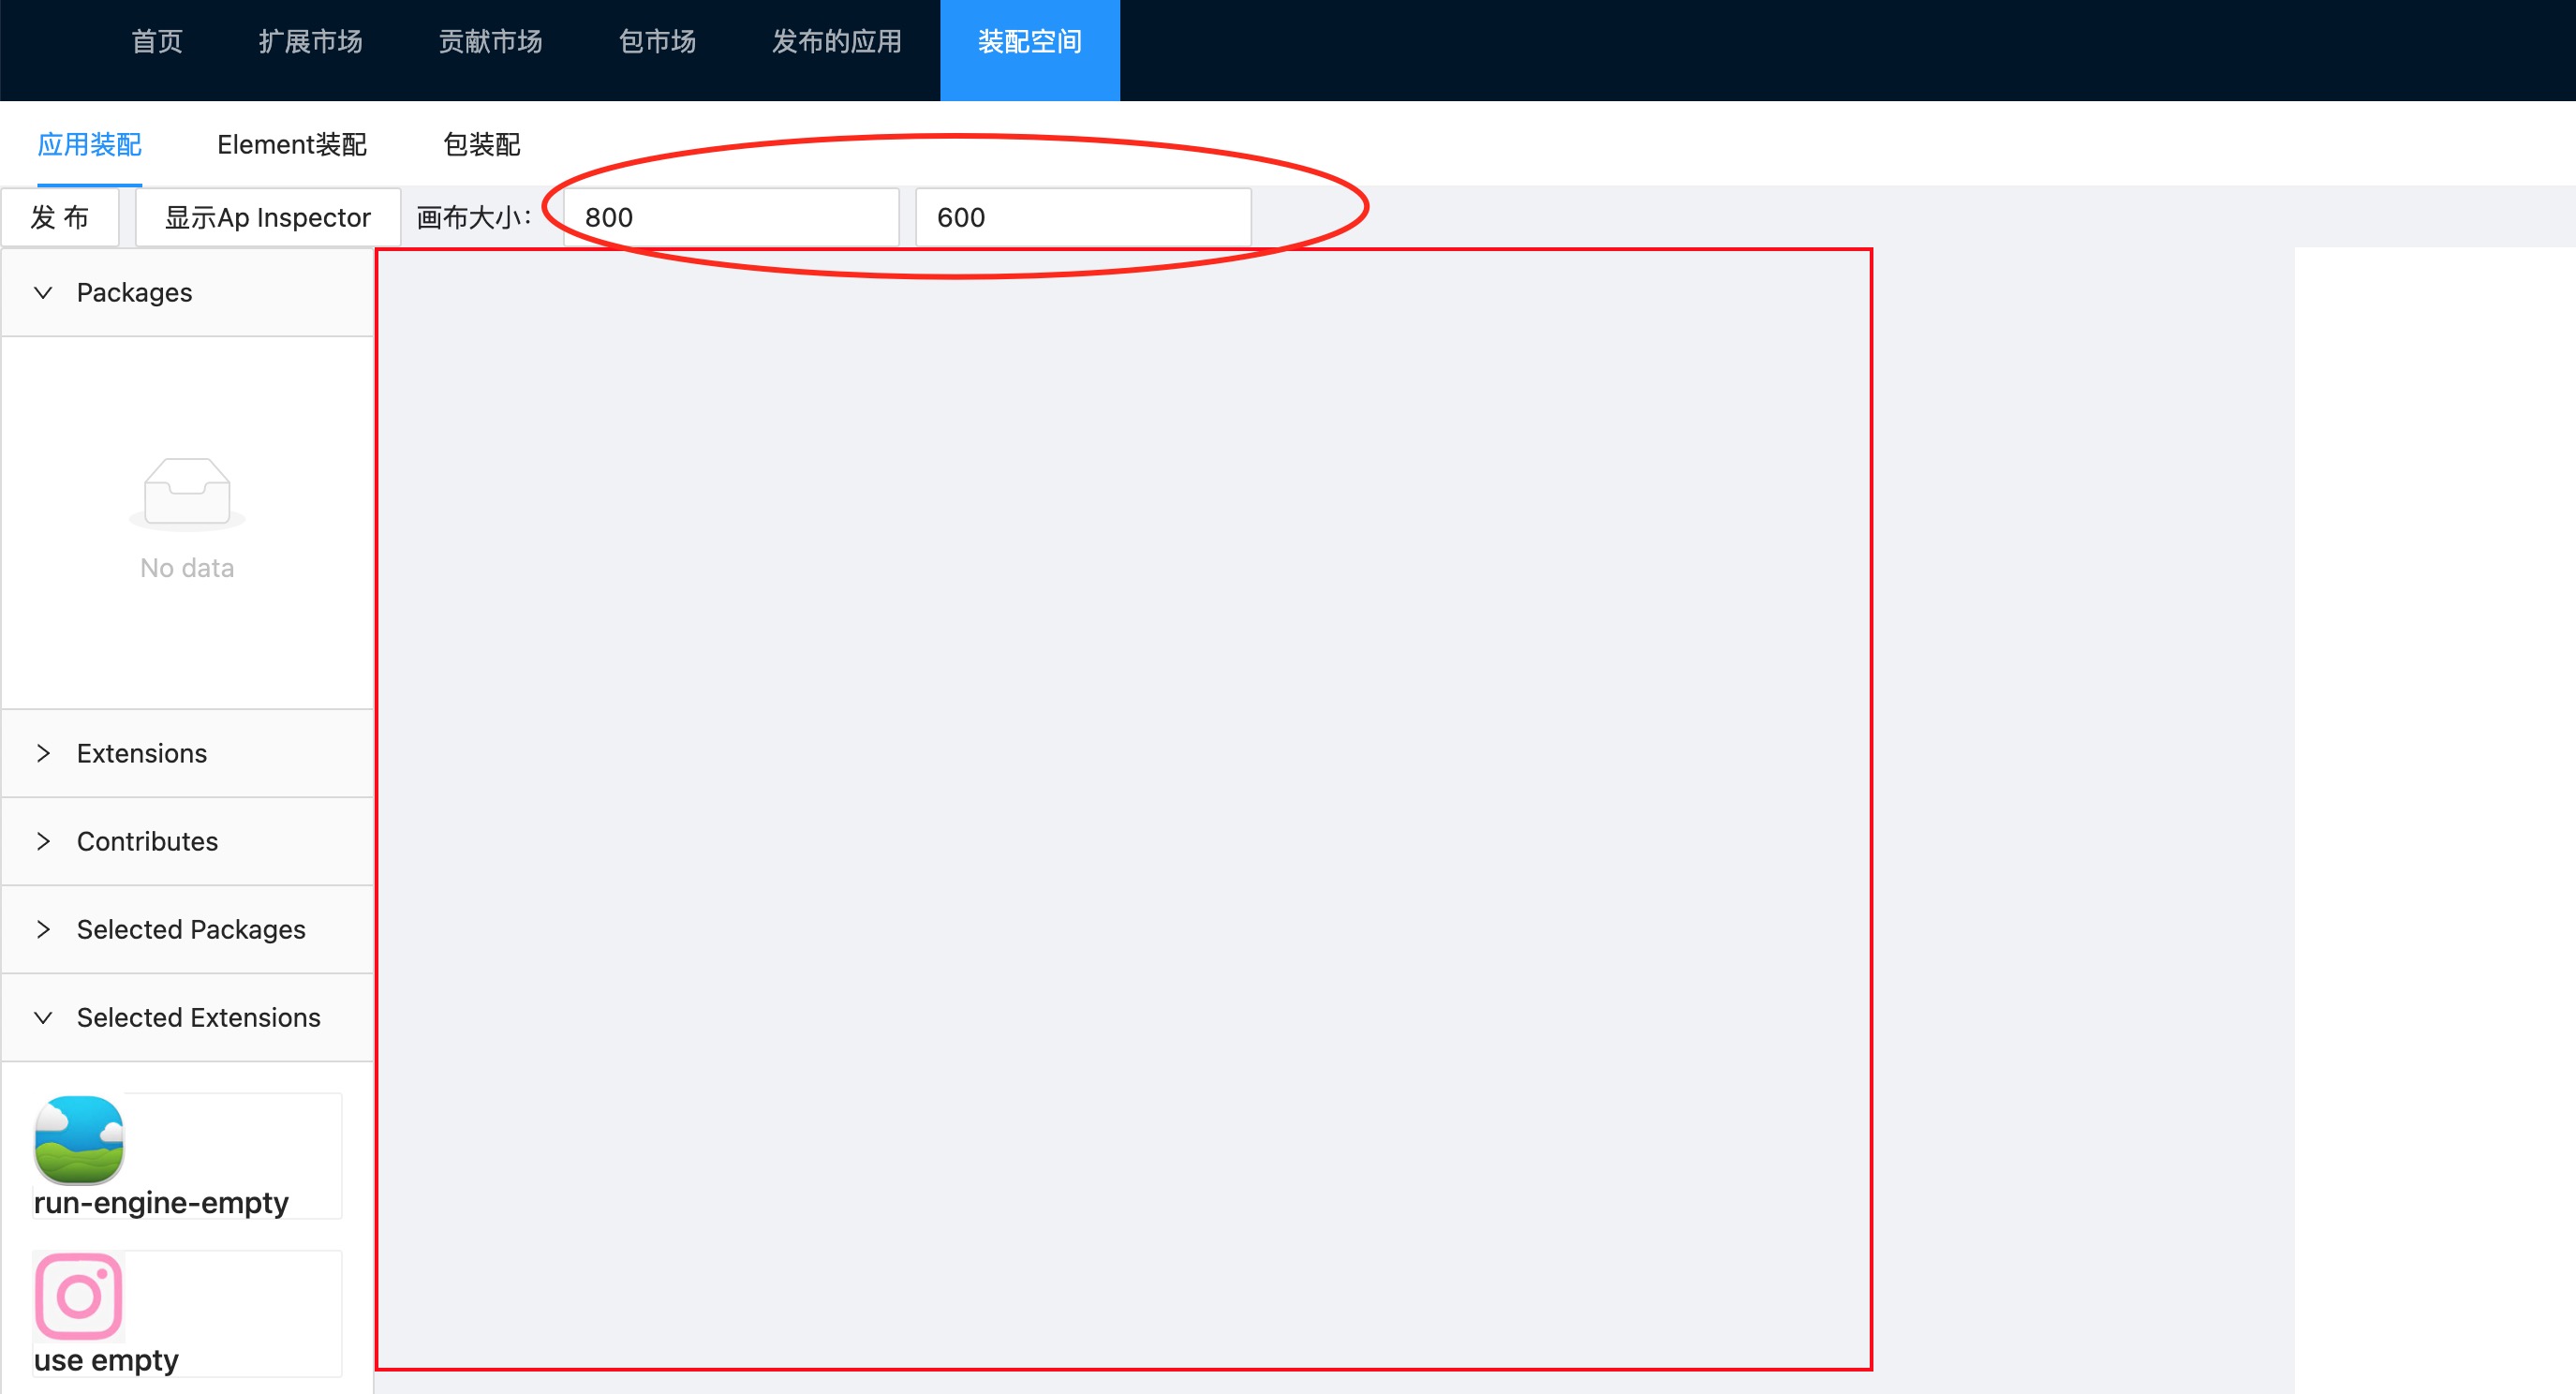 首页 扩展市场 贡献市场 包市场 发布的应用 装配空间
应用装配 Element装配 包装配
发 布 显示Ap Inspector 画布大小： 800 600
Packages
No data
Extensions
Contributes
Selected Packages
Selected Extensions
run-engine-empty
use empty